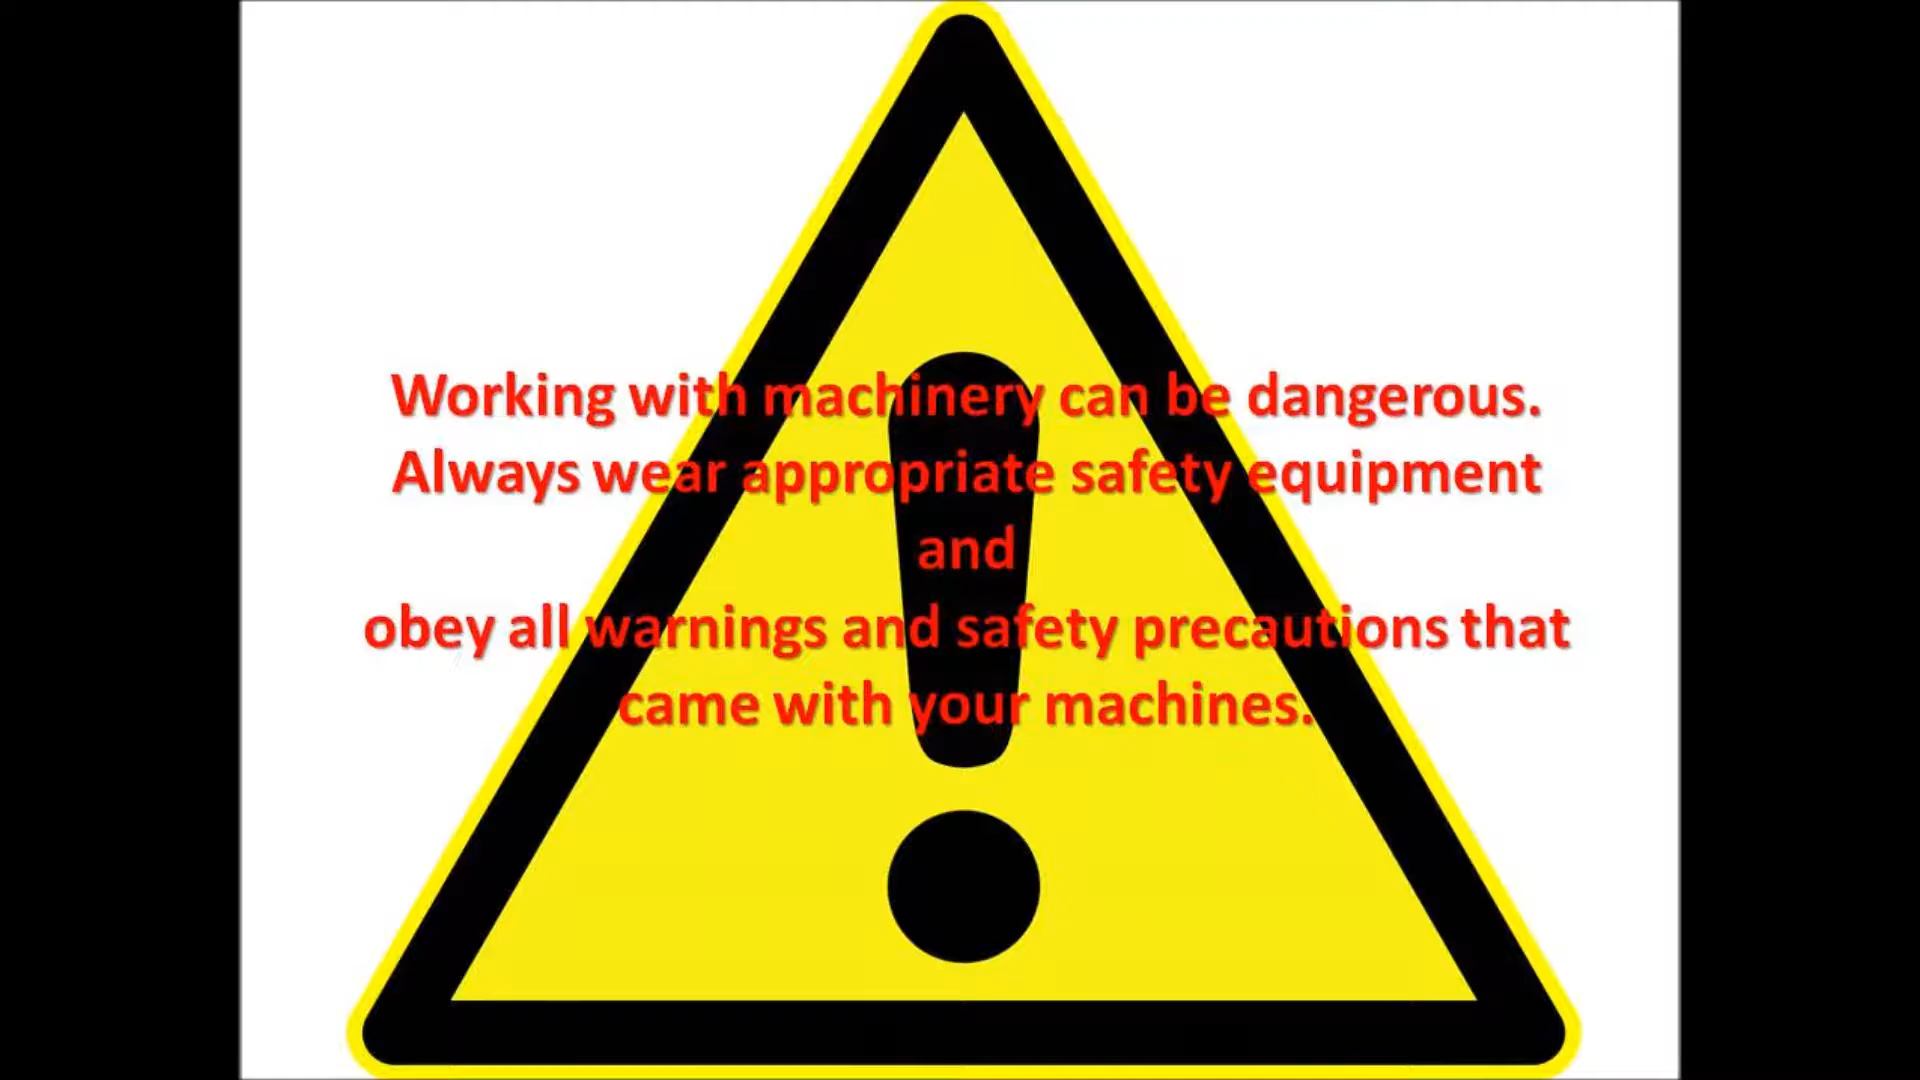 Working with machinery can be dangerous.
Always wear appropriate safety equipment
and
obey all warnings and safety precautions that
came with your machines.